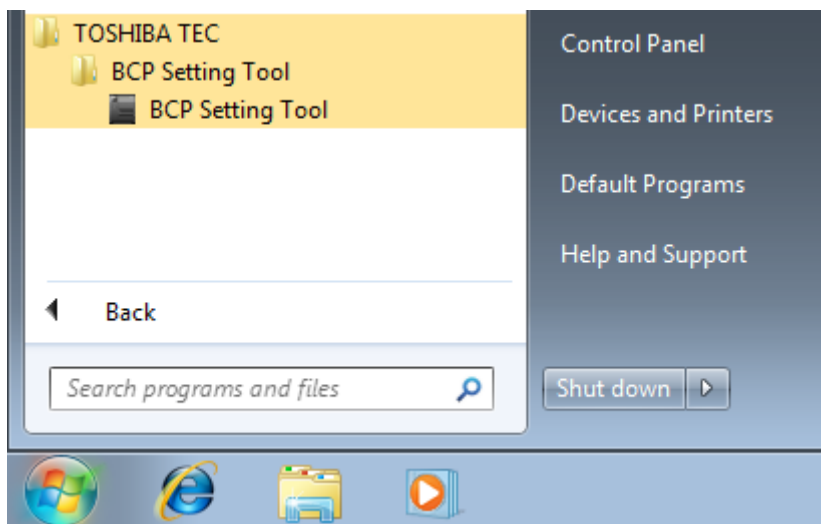 TOSHIBA TEC
BCP Setting Tool
BCP Setting Tool
Back
Search programs and files
Control Panel
Devices and Printers
Default Programs
Help and Support
Shut down